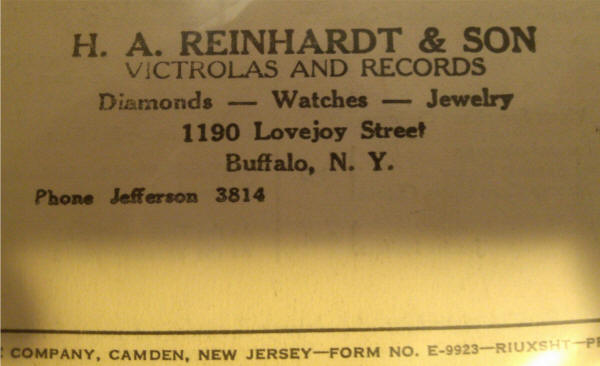 H. A. REINHARDT & SON
VICTROLAS AND RECORDS
Diamonds — Watches — Jewelry
1190 Lovejoy Street
Buffalo, N. Y.
Phone Jefferson 3814
COMPANY, CAMDEN, NEW JERSEY—FORM NO. E-9923—RIUXSHT—